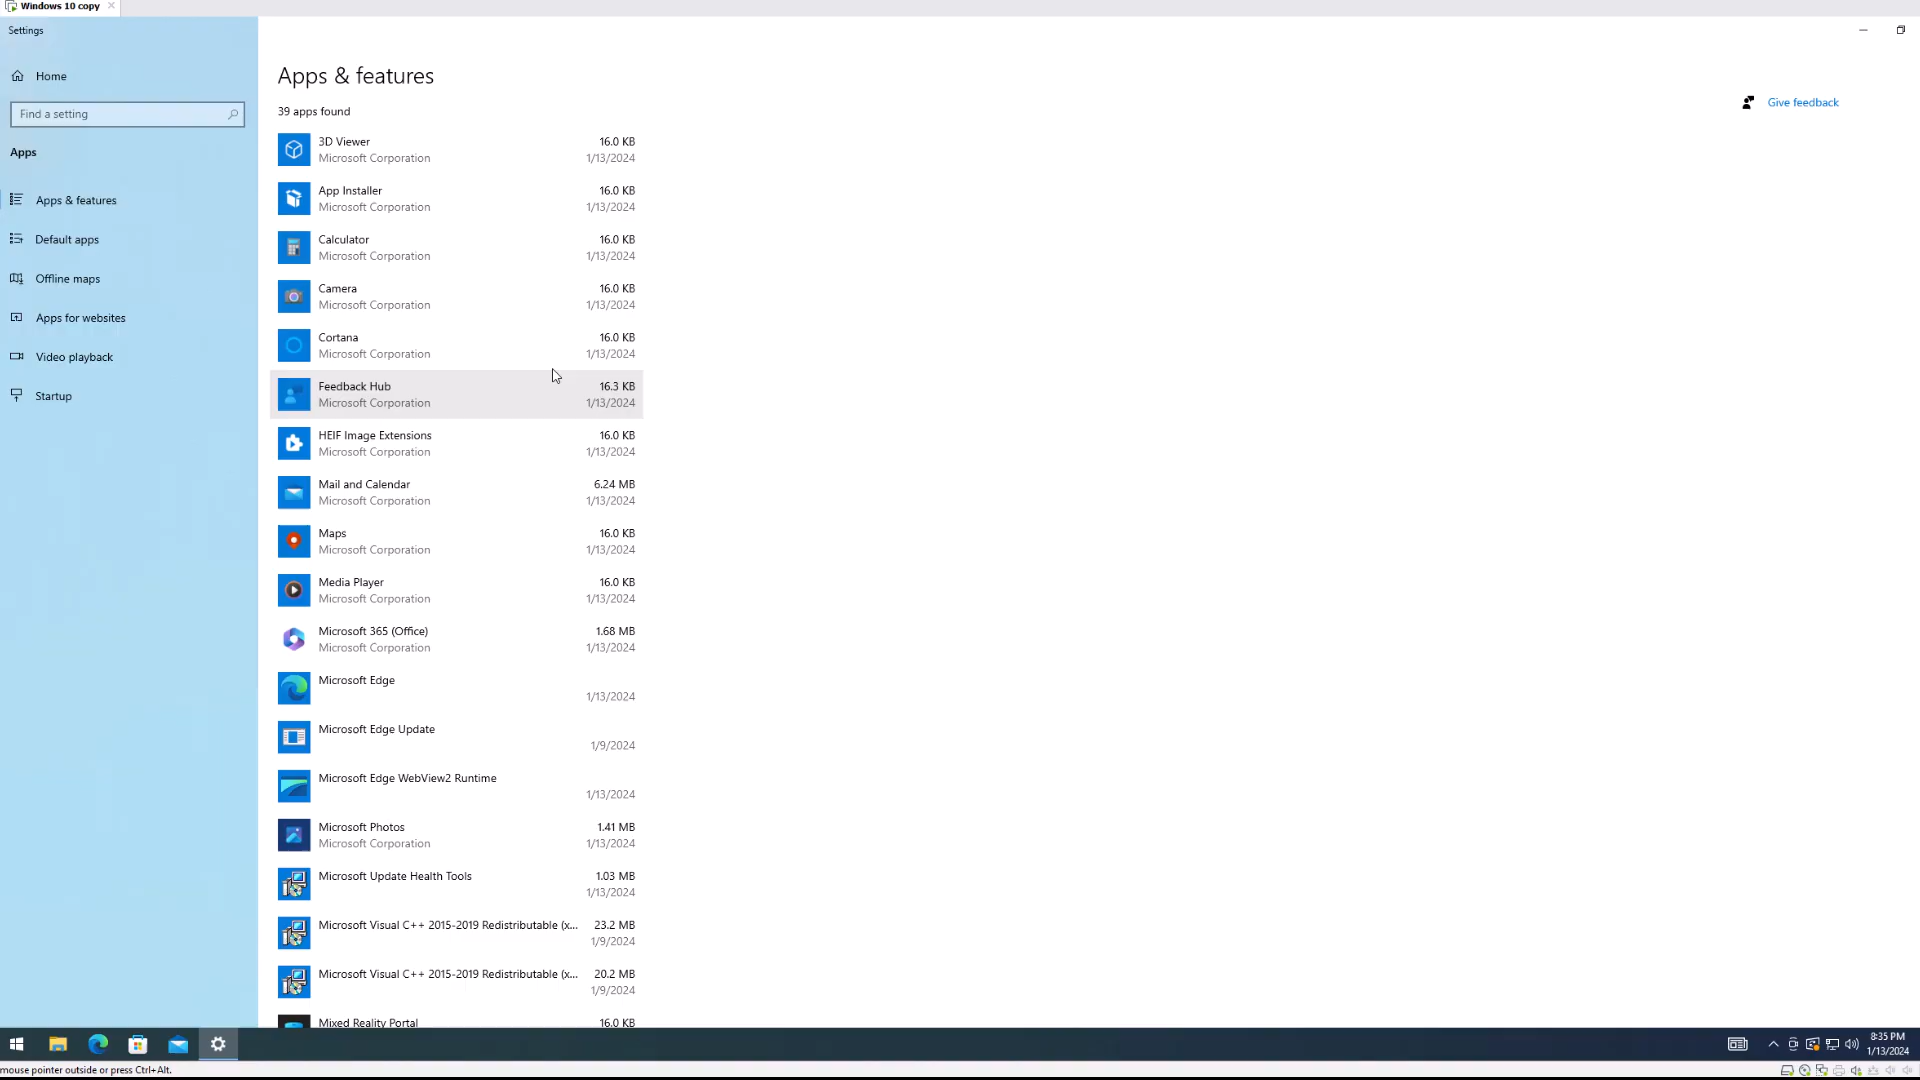 Windows 10 copy
Settings
Home
Find a setting
Apps
Apps & features
Default apps
Offline maps
Apps for websites
Video playback
Startup
Apps & features
39 apps found
Give feedback
3D Viewer 16.0 KB
Microsoft Corporation 1/13/2024
App Installer 16.0 KB
Microsoft Corporation 1/13/2024
Calculator 16.0 KB
Microsoft Corporation 1/13/2024
Camera 16.0 KB
Microsoft Corporation 1/13/2024
Cortana 16.0 KB
Microsoft Corporation 1/13/2024
Feedback Hub 16.3 KB
Microsoft Corporation 1/13/2024
HEIF Image Extensions 16.0 KB
Microsoft Corporation 1/13/2024
Mail and Calendar 6.24 MB
Microsoft Corporation 1/13/2024
Maps 16.0 KB
Microsoft Corporation 1/13/2024
Media Player 16.0 KB
Microsoft Corporation 1/13/2024
Microsoft 365 (Office) 1.68 MB
Microsoft Corporation 1/13/2024
Microsoft Edge
1/13/2024
Microsoft Edge Update
1/9/2024
Microsoft Edge WebView2 Runtime
1/13/2024
Microsoft Photos 1.41 MB
Microsoft Corporation 1/13/2024
Microsoft Update Health Tools 1.03 MB
1/13/2024
Microsoft Visual C++ 2015-2019 Redistributable (x... 23.2 MB
1/9/2024
Microsoft Visual C++ 2015-2019 Redistributable (x... 20.2 MB
1/9/2024
Mixed Reality Portal 16.0 KB
8:35 PM
1/13/2024
mouse pointer outside or press Ctrl+Alt.